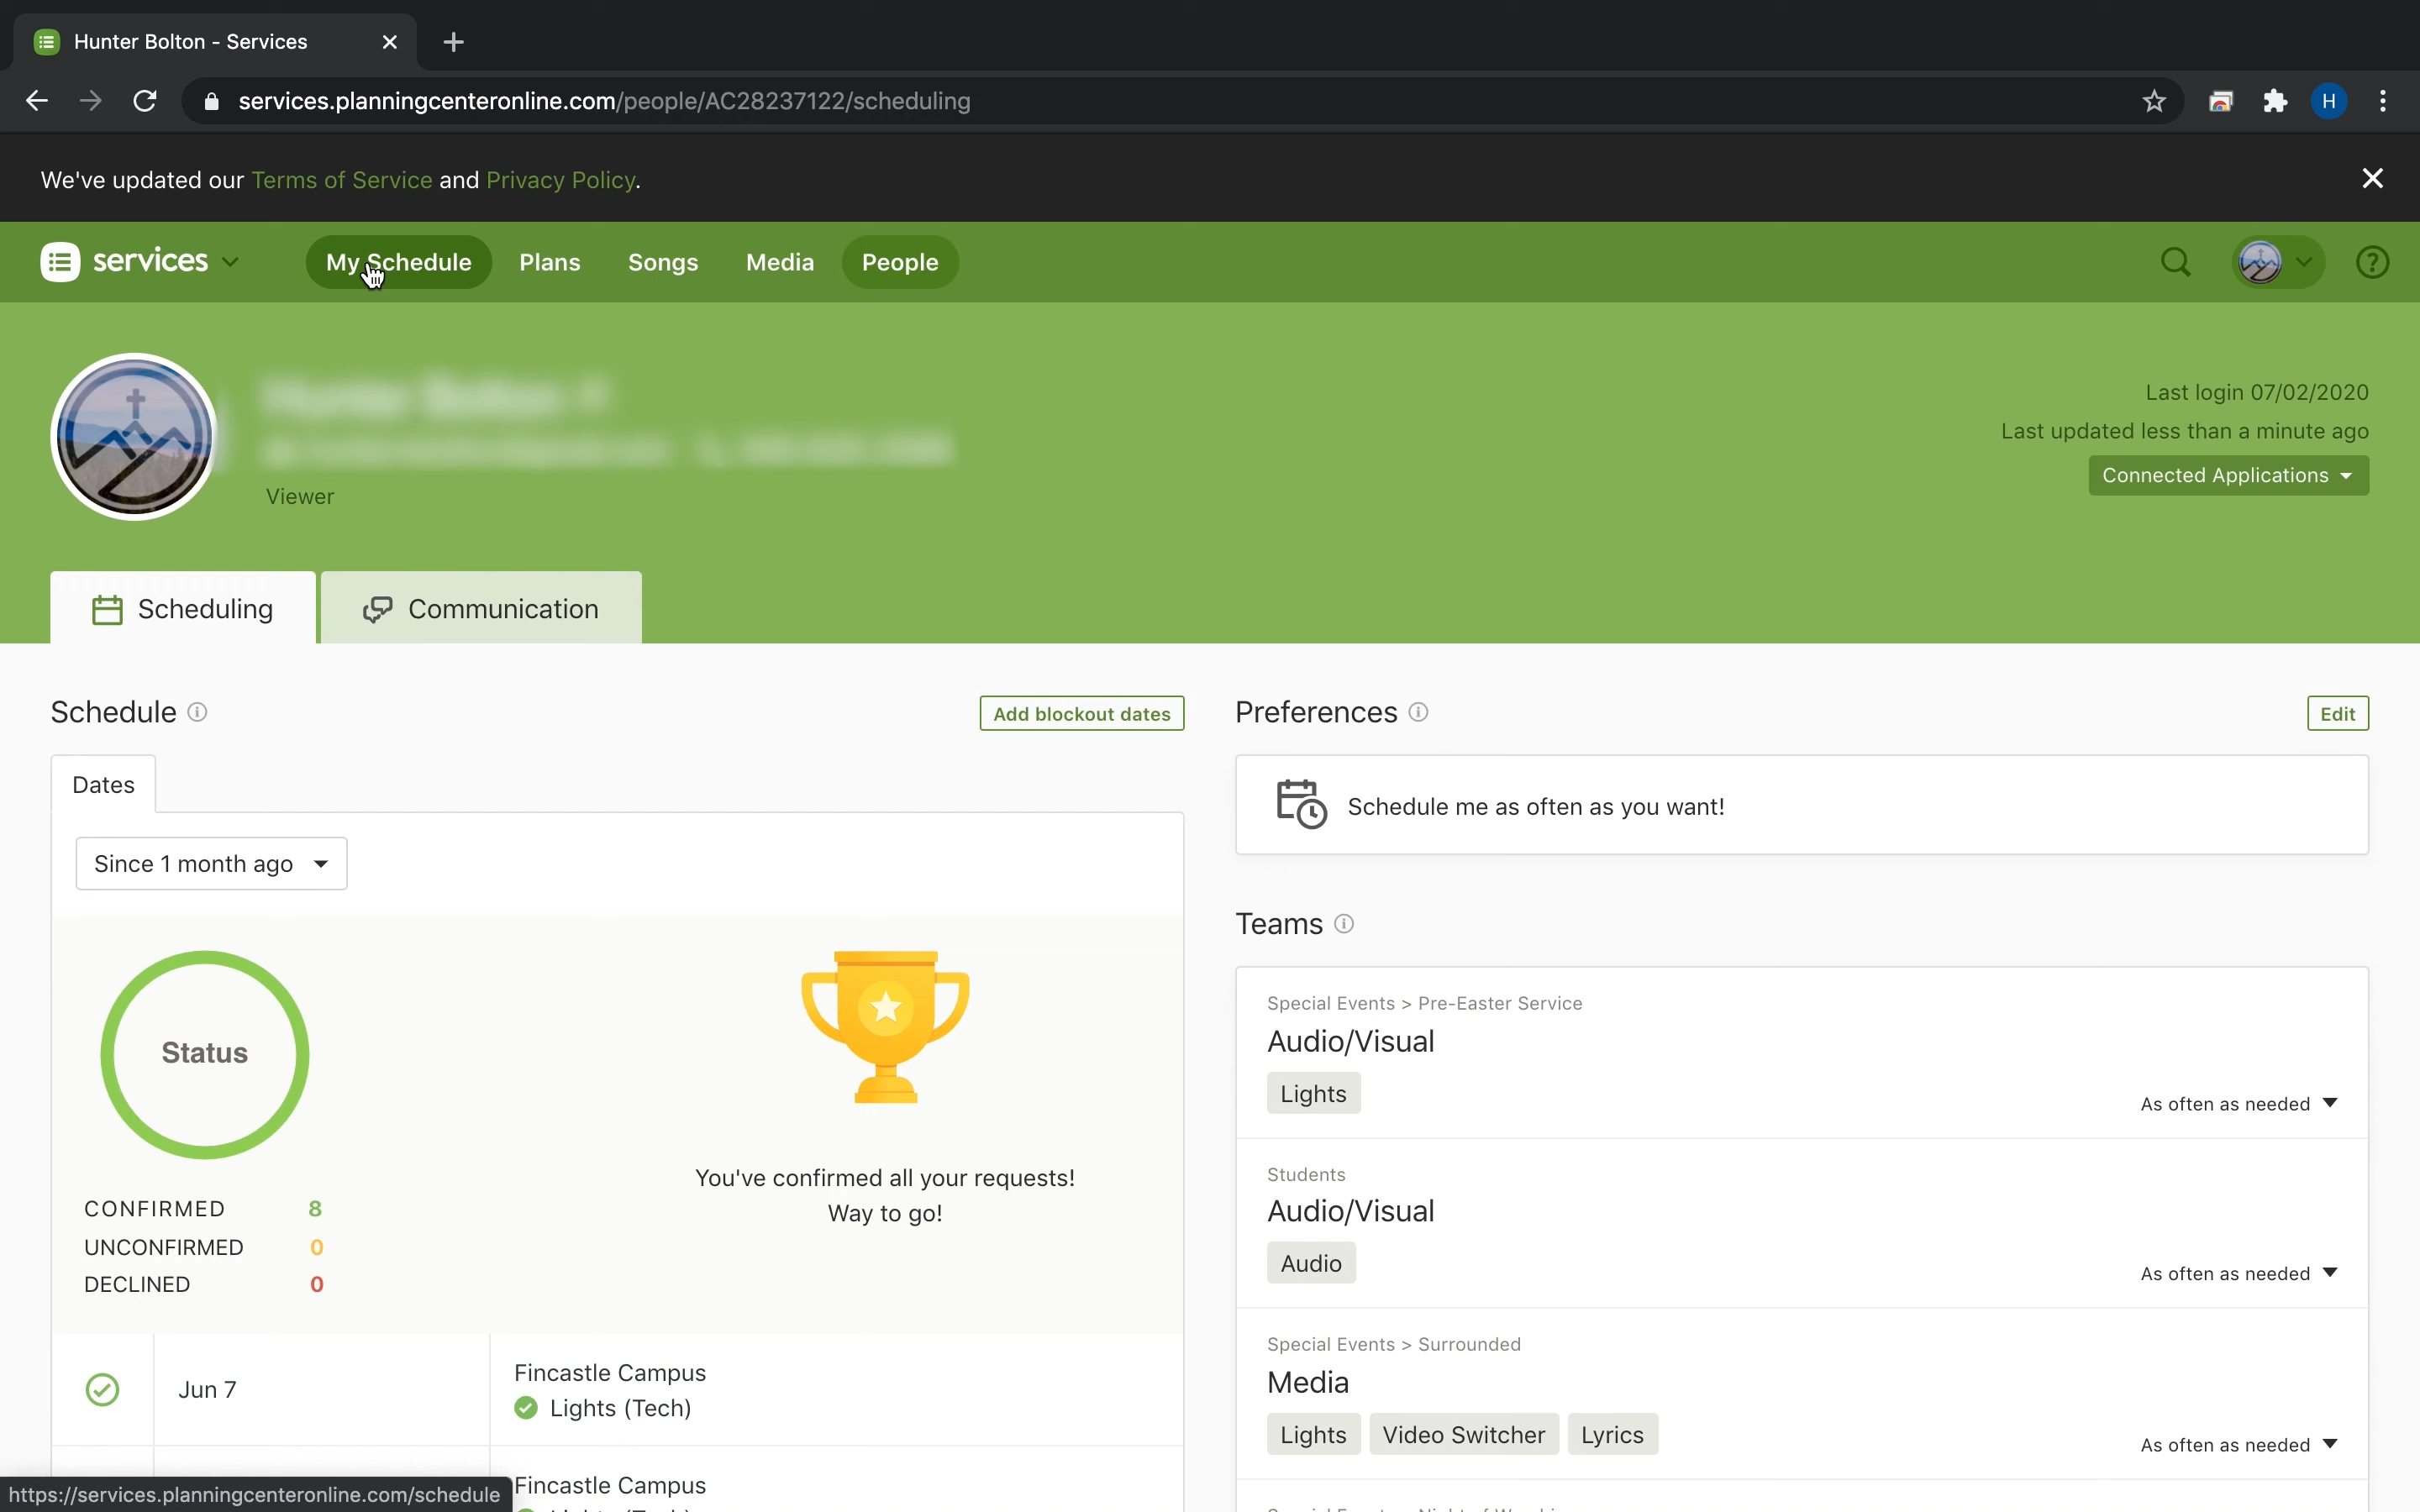 Hunter Bolton - Services
services.planningcenteronline.com/people/AC28237122/scheduling
H
We've updated our Terms of Service and Privacy Policy.
services
My Schedule
Plans
Songs
Media
People
Last login 07/02/2020
Last updated less than a minute ago
Connected Applications
Viewer
Scheduling
Communication
Schedule
Add blockout dates
Dates
Since 1 month ago
Status
CONFIRMED 8
UNCONFIRMED 0
DECLINED 0
You've confirmed all your requests!
Way to go!
Jun 7
Fincastle Campus
Lights (Tech)
Fincastle Campus
https://services.planningcenteronline.com/schedule
Preferences
Edit
Schedule me as often as you want!
Teams
Special Events > Pre-Easter Service
Audio/Visual
Lights
As often as needed
Students
Audio/Visual
Audio
As often as needed
Special Events > Surrounded
Media
Lights Video Switcher Lyrics
As often as needed